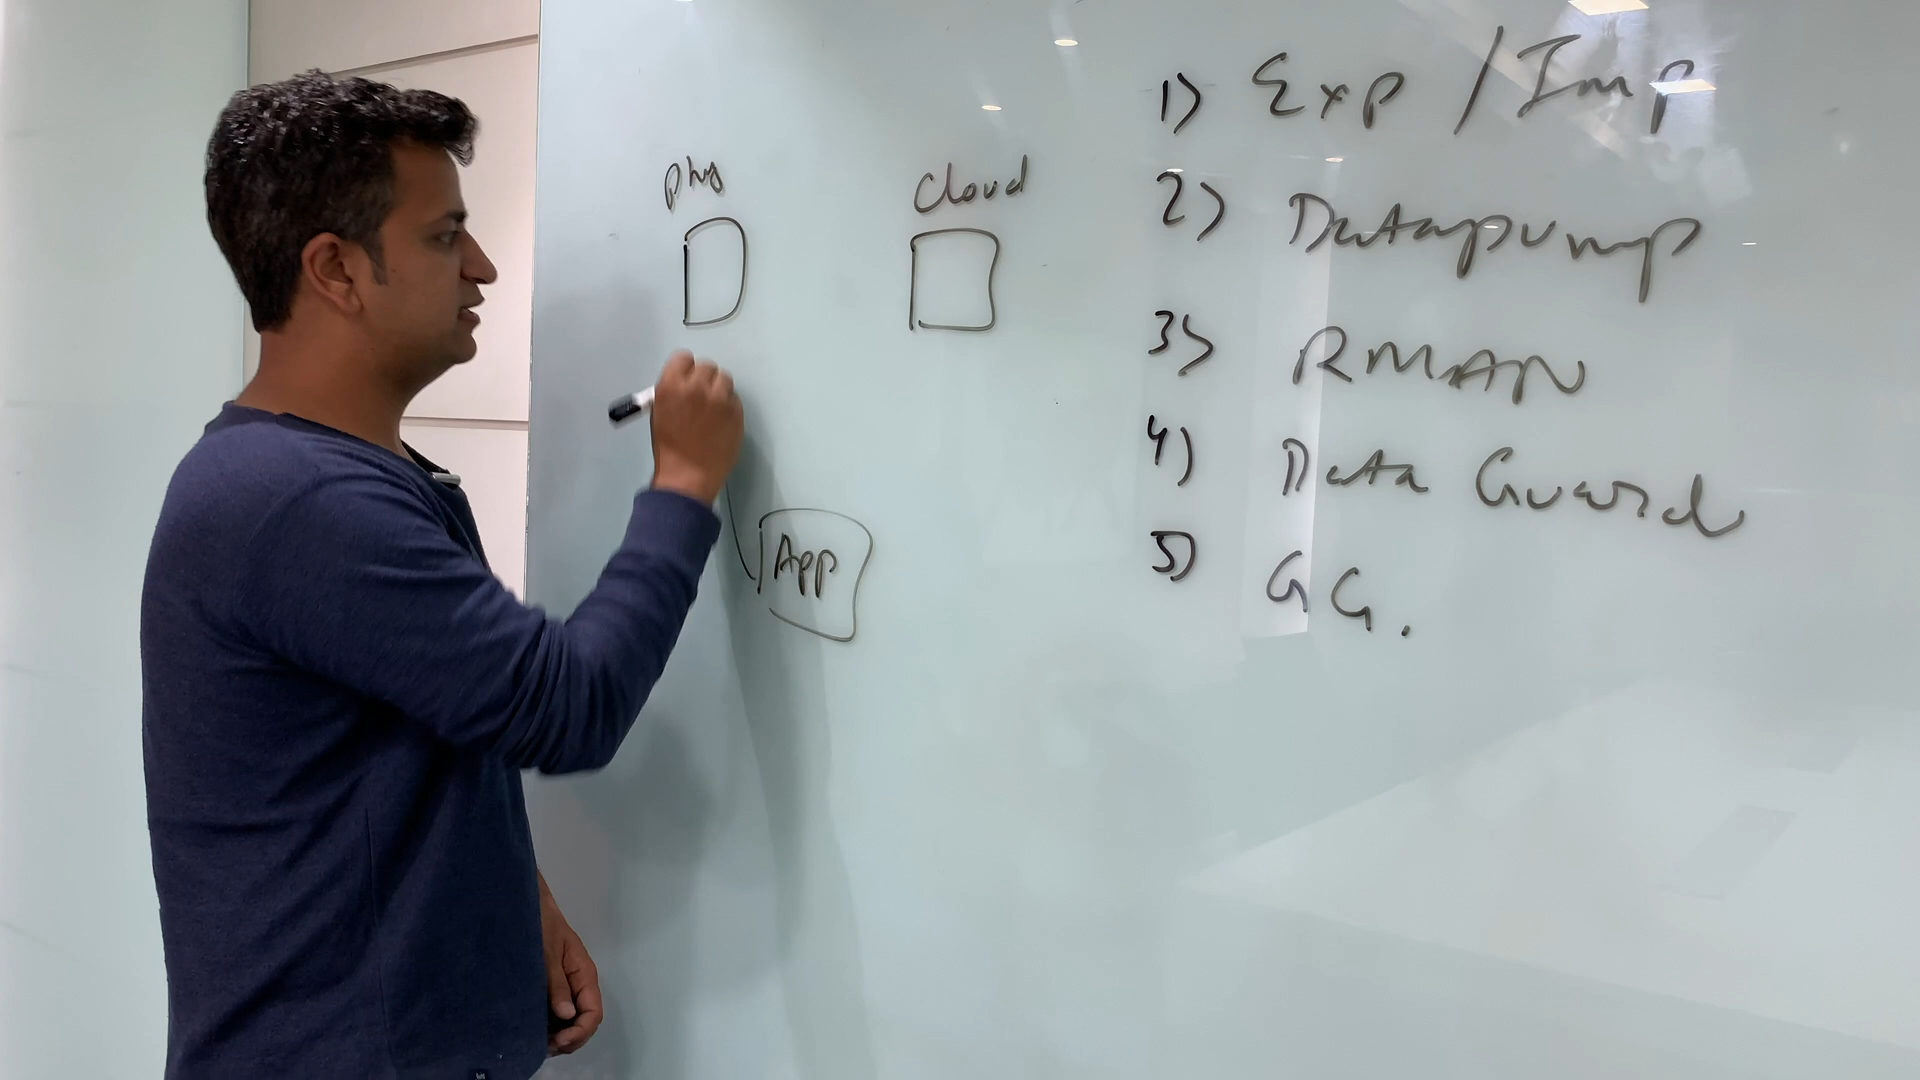 phy
Cloud
App
1) Exp / Imp
2) Datapump
3) RMAN
4) Data Guard
5) GG.